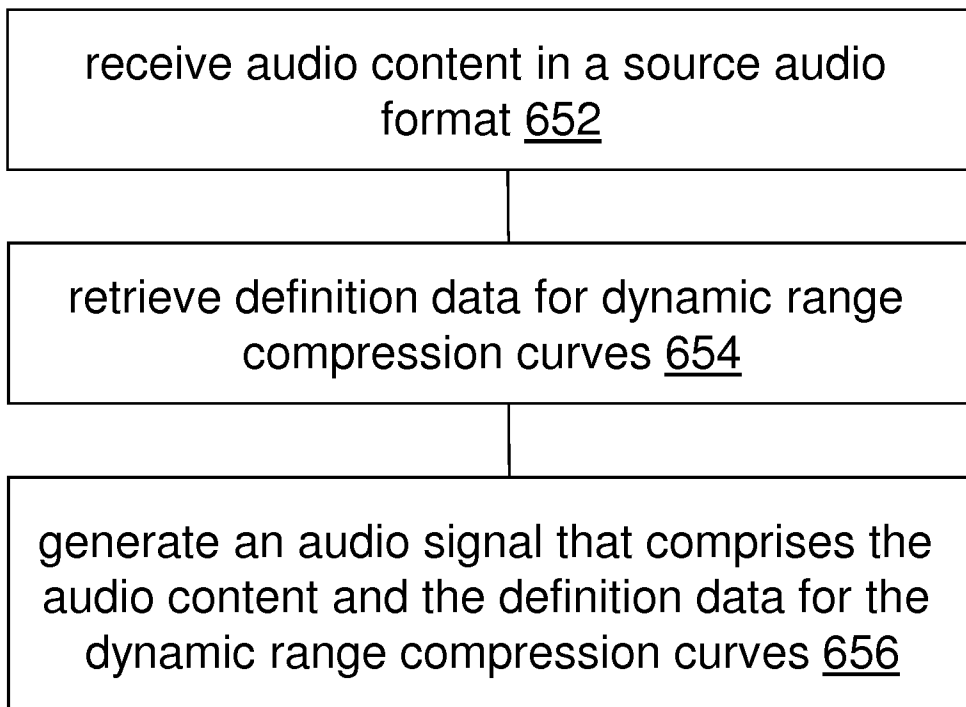 receive audio content in a source audio
format 652
retrieve definition data for dynamic range
compression curves 654
generate an audio signal that comprises the
audio content and the definition data for the
dynamic range compression curves 656